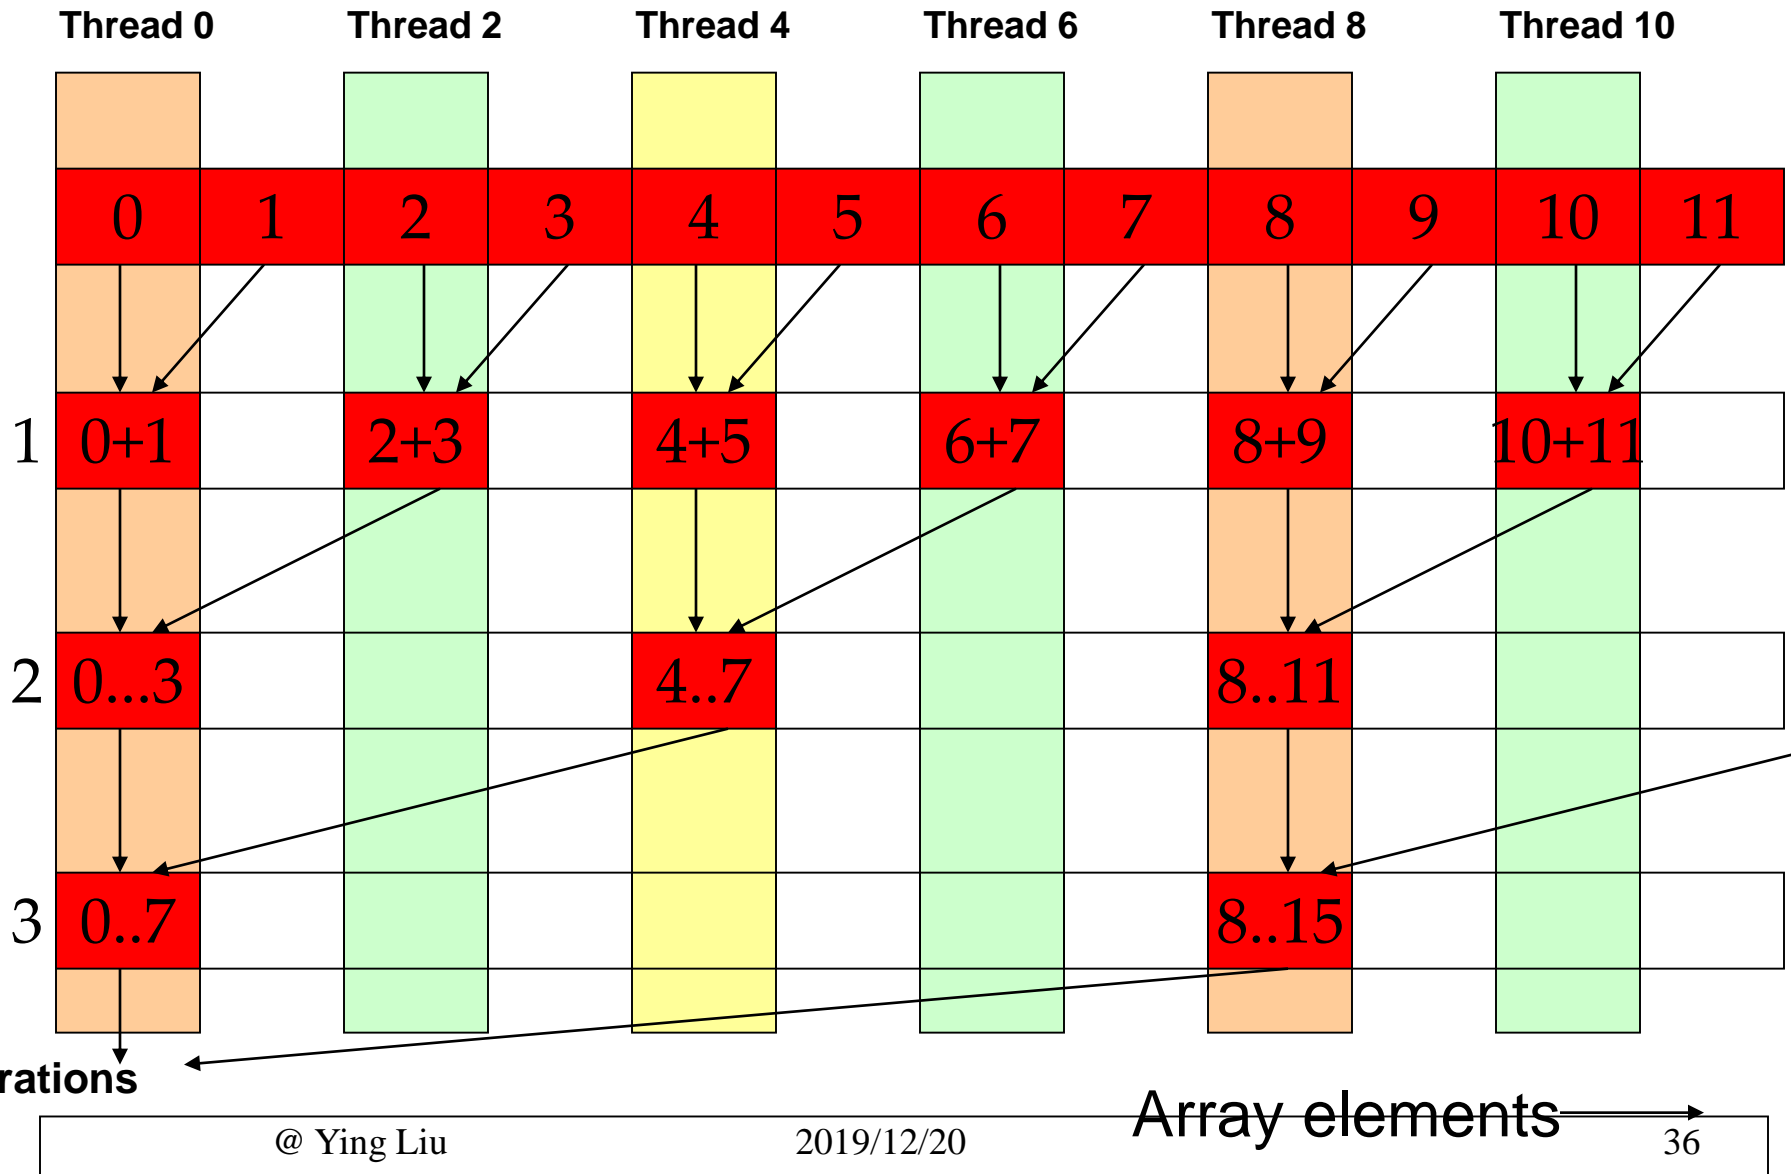 Thread 0 Thread 2 Thread 4 Thread 6 Thread 8 Thread 10
0 1 2 3 4 5 6 7 8 9 10 11
1 0+1 2+3 4+5 6+7 8+9 10+11
2 0...3 4..7 8..11
3 0..7 8..15
rations
Array elements
@ Ying Liu 2019/12/20 36